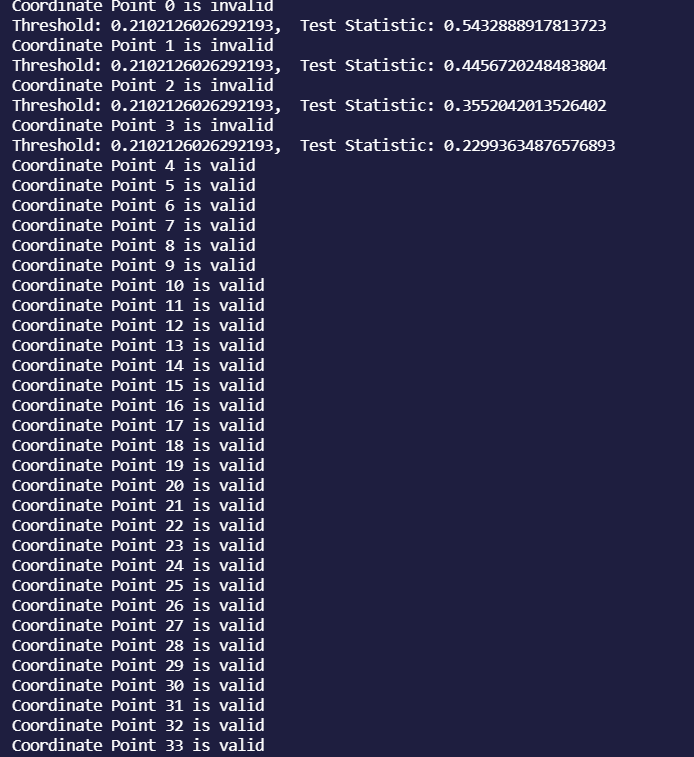 Coordinate Point 0 is invalid
Threshold: 0.2102126026292193,  Test Statistic: 0.5432888917813723
Coordinate Point 1 is invalid
Threshold: 0.2102126026292193,  Test Statistic: 0.4456720248483804
Coordinate Point 2 is invalid
Threshold: 0.2102126026292193,  Test Statistic: 0.3552042013526402
Coordinate Point 3 is invalid
Threshold: 0.2102126026292193,  Test Statistic: 0.22993634876576893
Coordinate Point 4 is valid
Coordinate Point 5 is valid
Coordinate Point 6 is valid
Coordinate Point 7 is valid
Coordinate Point 8 is valid
Coordinate Point 9 is valid
Coordinate Point 10 is valid
Coordinate Point 11 is valid
Coordinate Point 12 is valid
Coordinate Point 13 is valid
Coordinate Point 14 is valid
Coordinate Point 15 is valid
Coordinate Point 16 is valid
Coordinate Point 17 is valid
Coordinate Point 18 is valid
Coordinate Point 19 is valid
Coordinate Point 20 is valid
Coordinate Point 21 is valid
Coordinate Point 22 is valid
Coordinate Point 23 is valid
Coordinate Point 24 is valid
Coordinate Point 25 is valid
Coordinate Point 26 is valid
Coordinate Point 27 is valid
Coordinate Point 28 is valid
Coordinate Point 29 is valid
Coordinate Point 30 is valid
Coordinate Point 31 is valid
Coordinate Point 32 is valid
Coordinate Point 33 is valid